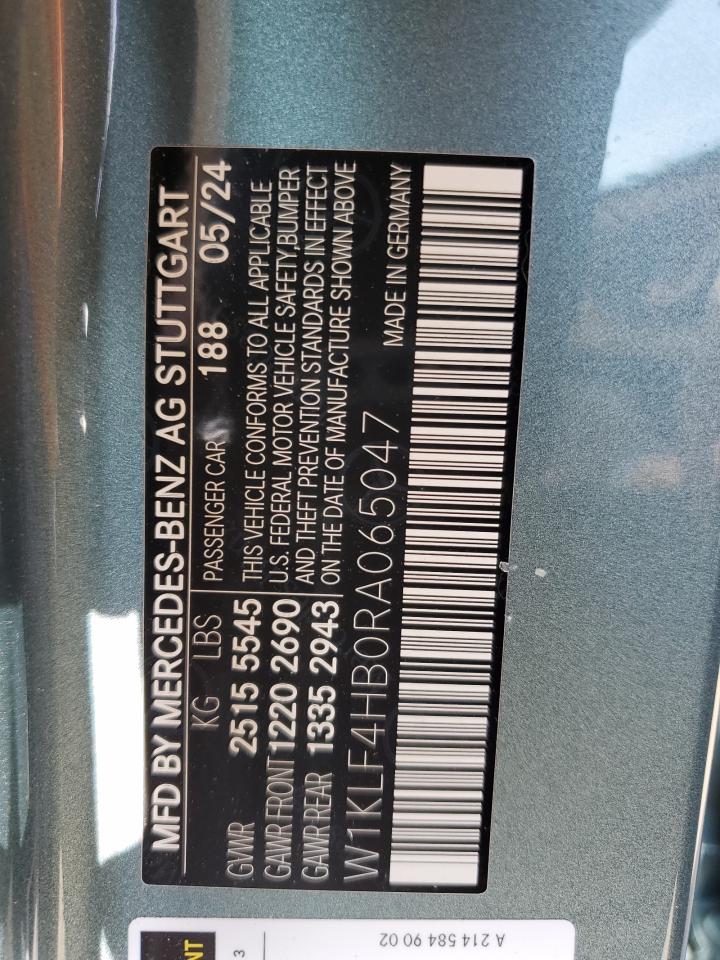 MFD BY MERCEDES-BENZ AG STUTTGART
KG LBS
GVWR 2515 5545
GAWR FRONT 1220 2690
GAWR REAR 1335 2943
PASSENGER CAR 188 05/24
THIS VEHICLE CONFORMS TO ALL APPLICABLE
U.S. FEDERAL MOTOR VEHICLE SAFETY,BUMPER
AND THEFT PREVENTION STANDARDS IN EFFECT
ON THE DATE OF MANUFACTURE SHOWN ABOVE
W1KLF4HB0RA065047
MADE IN GERMANY
NT
3
A 214 584 90 02